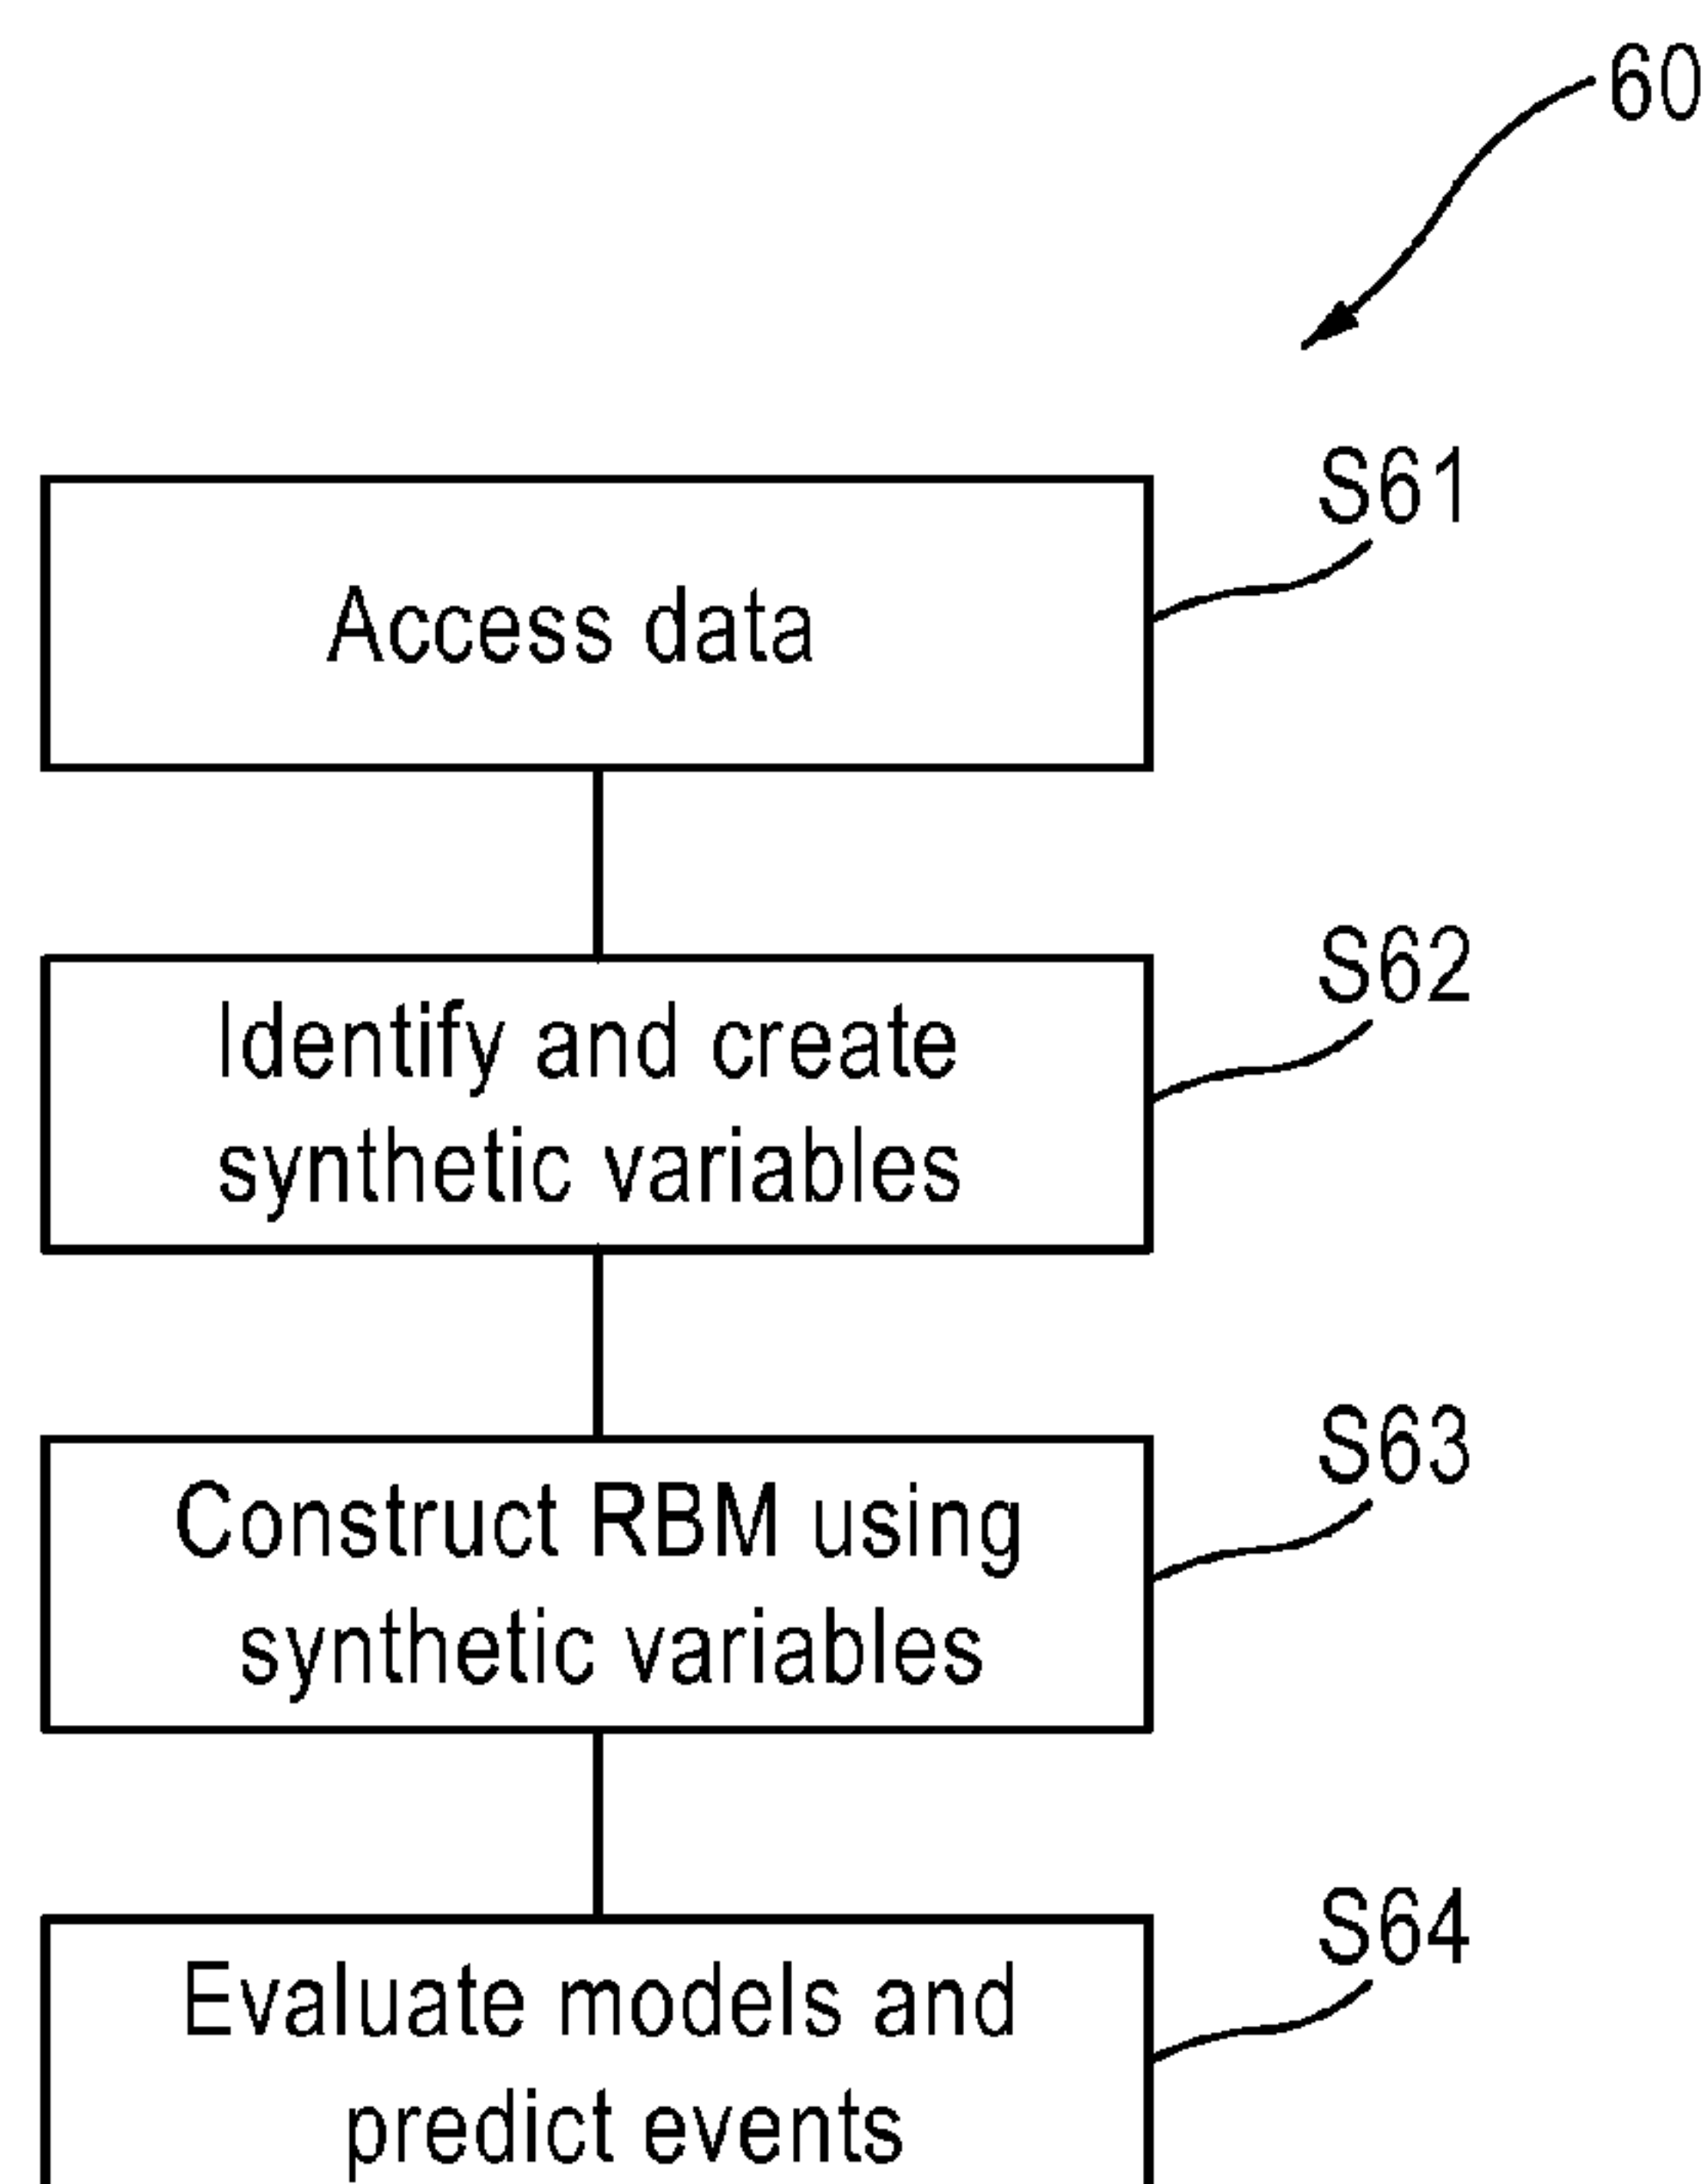 60
S61
Access data
S62
Identify and create
synthetic variables
S63
Construct RBM using
synthetic variables
S64
Evaluate models and
predict events